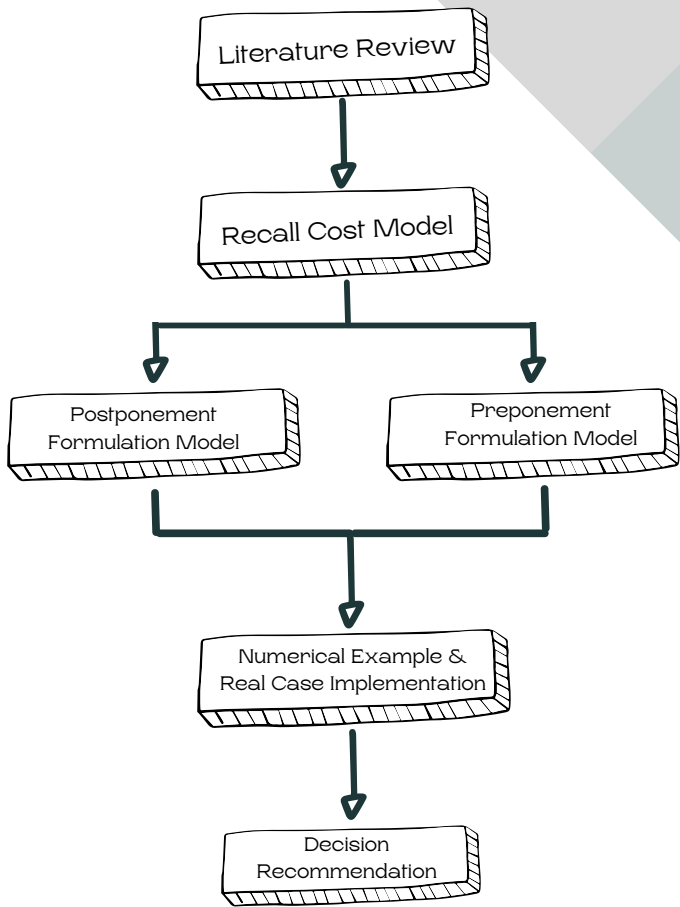 Literature Review
Recall Cost Model
Postponement
Formulation Model
Preponement
Formulation Model
Numerical Example &
Real Case Implementation
Decision
Recommendation